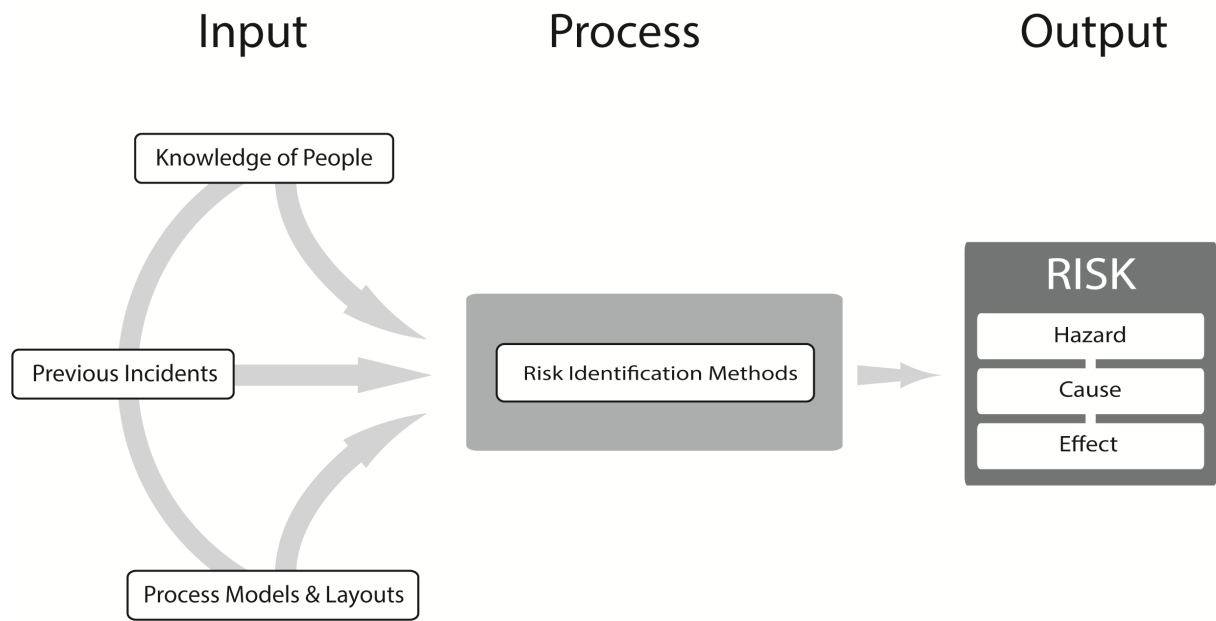 Input
Process
Output
Knowledge of People
Previous Incidents
Process Models & Layouts
Risk Identification Methods
RISK
Hazard
Cause
Effect